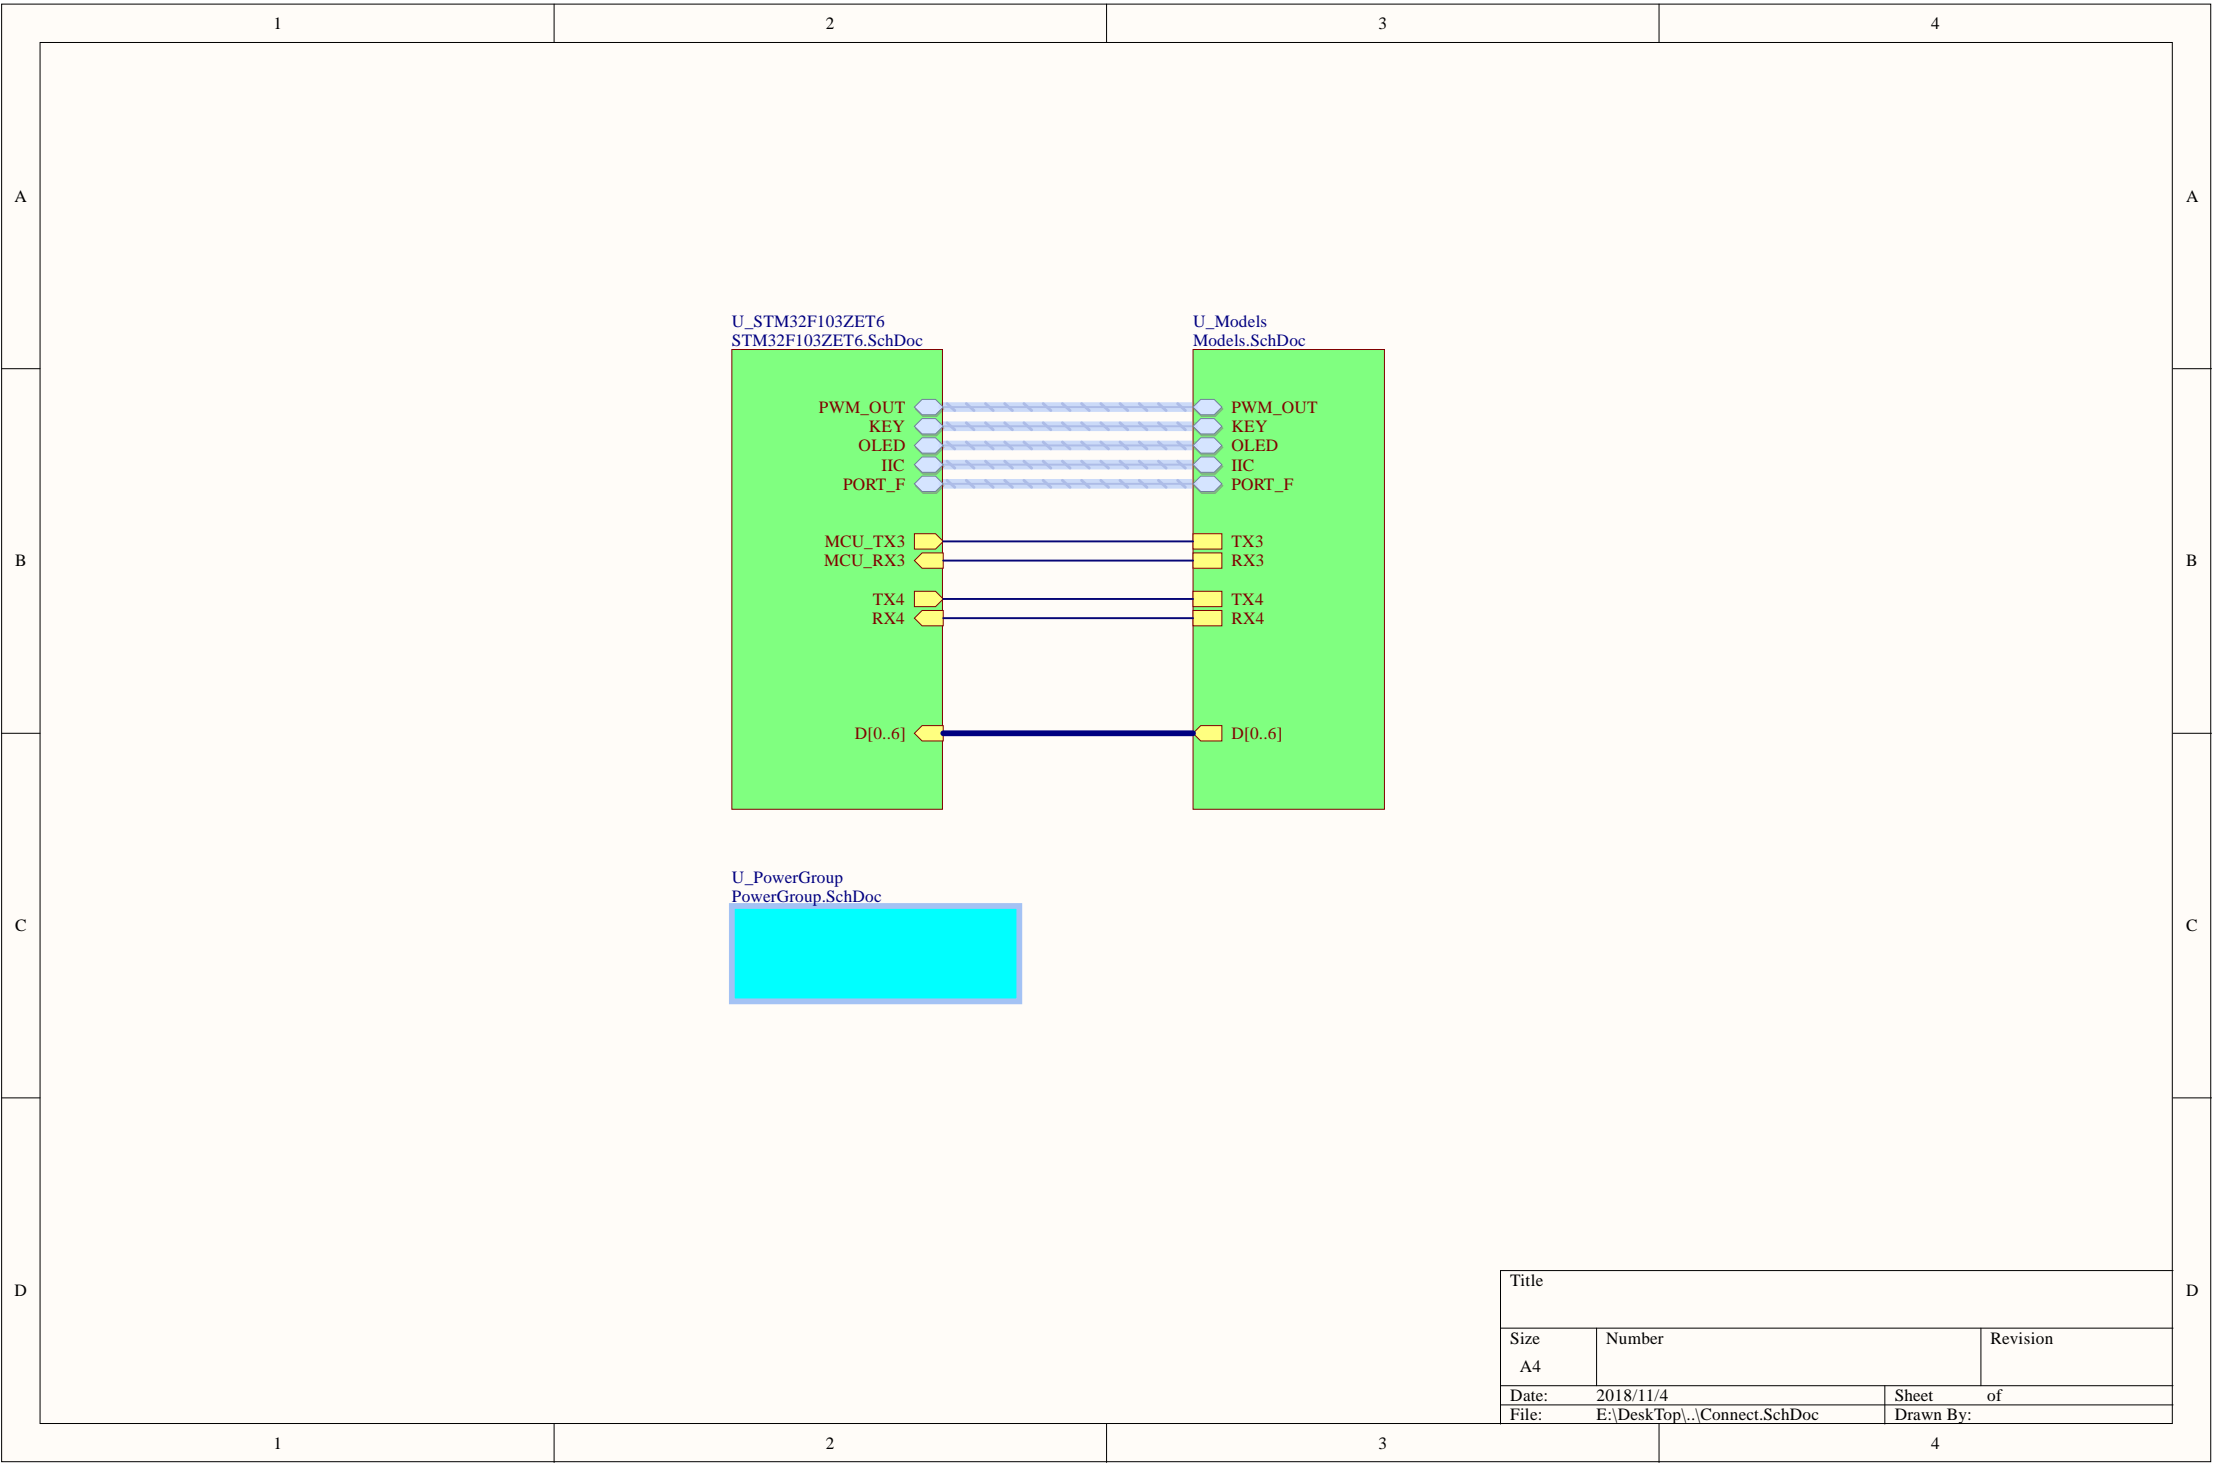 1 2 3 4
A A
U_STM32F103ZET6
STM32F103ZET6.SchDoc
U_Models
Models.SchDoc
PWM_OUT PWM_OUT
KEY KEY
OLED OLED
IIC IIC
PORT_F PORT_F
MCU_TX3 TX3
MCU_RX3 RX3
B B
TX4 TX4
RX4 RX4
D[0..6] D[0..6]
U_PowerGroup
PowerGroup.SchDoc
C C
D D
Title
Size Number Revision
A4
Date: 2018/11/4 Sheet of
File: E:\DeskTop\..\Connect.SchDoc Drawn By:
1 2 3 4